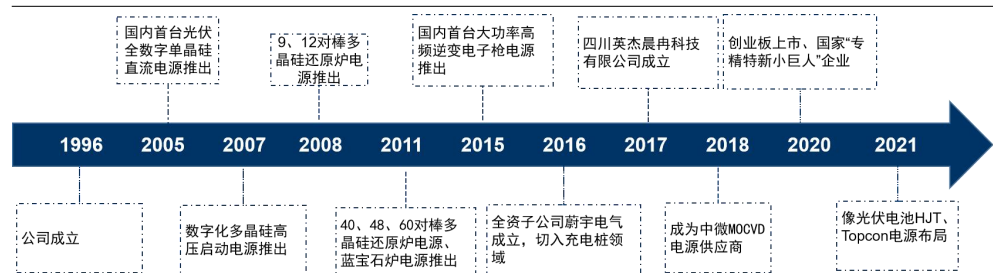 国内首台光伏
全数字单晶硅
直流电源推出
9、12对棒多
晶硅还原炉电
源推出
国内首台大功率高
频逆变电子枪电源
推出
四川英杰晨冉科技
有限公司成立
创业板上市、国家“专
精特新小巨人”企业
1996 2005 2007 2008 2011 2015 2016 2017 2018 2020 2021
公司成立
数字化多晶硅高
压启动电源推出
40、48、60对棒多
晶硅还原炉电源、
蓝宝石炉电源推出
全资子公司蔚宇电气
成立，切入充电桩领
域
成为中微MOCVD
电源供应商
像光伏电池HJT、
Topcon电源布局